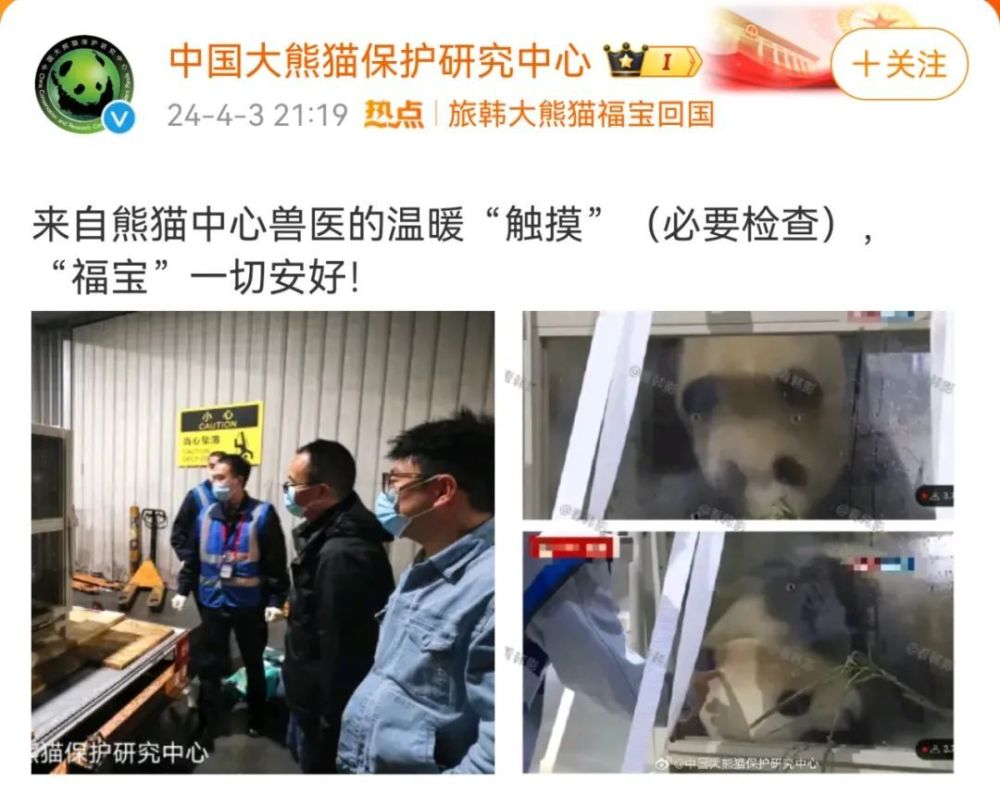 中国大熊猫保护研究中心
I
+关注
24-4-3 21:19 热点 | 旅韩大熊猫福宝回国
来自熊猫中心兽医的温暖“触摸”（必要检查），
“福宝”一切安好！
小心
CAUTION
当心坠落
CAUTION
猫保护研究中心
@中国大熊猫保护研究中心